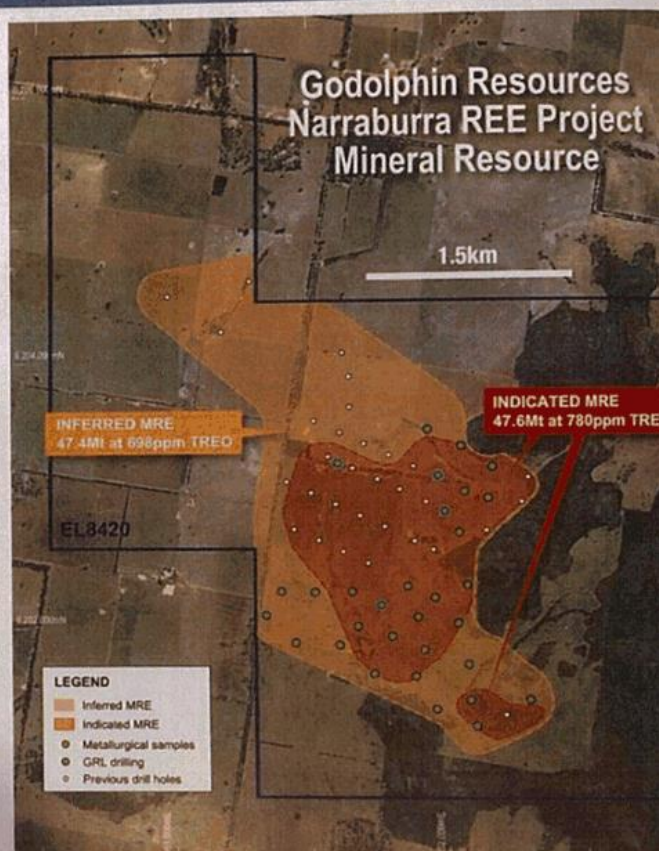 Godolphin Resources
Narraburra REE Project
Mineral Resource
1.5km
INDICATED MRE
47.6Mt at 780ppm TRE
INFERRED MRE
47.4Mt at 698ppm TREO
EL8420
LEGEND
Inferred MRE
Indicated MRE
Metallurgical samples
GRL drilling
Previous drill holes